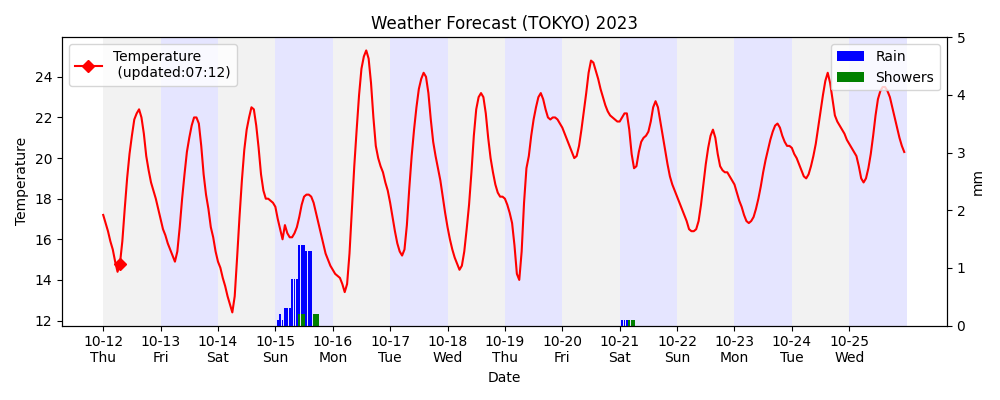 Weather Forecast (TOKYO) 2023
Temperature
(updated:07:12)
Rain
Showers
Temperature
24
22
20
18
16
14
12
5
4
3
2
1
0
mm
10-12 10-13 10-14 10-15 10-16 10-17 10-18 10-19 10-20 10-21 10-22 10-23 10-24 10-25
Thu Fri Sat Sun Mon Tue Wed Thu Fri Sat Sun Mon Tue Wed
Date